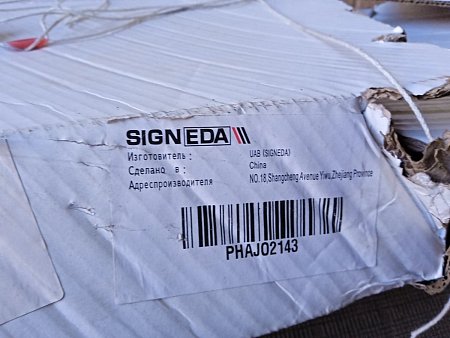 SIGNEDA
Изготовитель : UAB (SIGNEDA)
Сделано в : China
Адреспроизводителя NO.18,Shangcheng Avenue Yiwu,Zhejiang Province
PHAJ02143